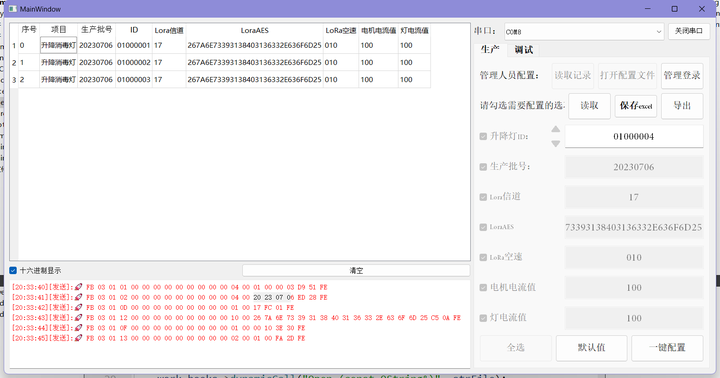 MainWindow
序号 项目 生产批号 ID Lora信道 LoraAES LoRa空速 电机电流值 灯电流值
1 0 升降消毒灯 20230706 01000001 17 267A6E73393138403136332E636F6D25 010 100 100
2 1 升降消毒灯 20230706 01000002 17 267A6E73393138403136332E636F6D25 010 100 100
3 2 升降消毒灯 20230706 01000003 17 267A6E73393138403136332E636F6D25 010 100 100
串口: COM8 关闭串口
生产 调试
管理人员配置: 读取记录 打开配置文件 管理登录
请勾选需要配置的选. 读取 保存excel 导出
升降灯ID: 01000004
生产批号: 20230706
Lora信道 17
LoraAES 73393138403136332E636F6D25
LoRa空速 010
电机电流值 100
灯电流值 100
全选 默认值 一键配置
十六进制显示 清空
[20:33:40][发送]:🚀 FB 03 01 01 00 00 00 00 00 00 00 00 00 04 00 01 00 00 03 D9 51 FE
[20:33:41][发送]:🚀 FB 03 01 02 00 00 00 00 00 00 00 00 00 04 00 20 23 07 06 ED 28 FE
[20:33:42][发送]:🚀 FB 03 01 0D 00 00 00 00 00 00 00 00 00 01 00 17 FC 01 FE
[20:33:43][发送]:🚀 FB 03 01 12 00 00 00 00 00 00 00 00 00 10 00 26 7A 6E 73 39 31 38 40 31 36 33 2E 63 6F 6D 25 C5 0A FE
[20:33:44][发送]:🚀 FB 03 01 0F 00 00 00 00 00 00 00 00 00 01 00 10 3E 30 FE
[20:33:45][发送]:🚀 FB 03 01 13 00 00 00 00 00 00 00 00 00 02 00 01 00 FA 2D FE